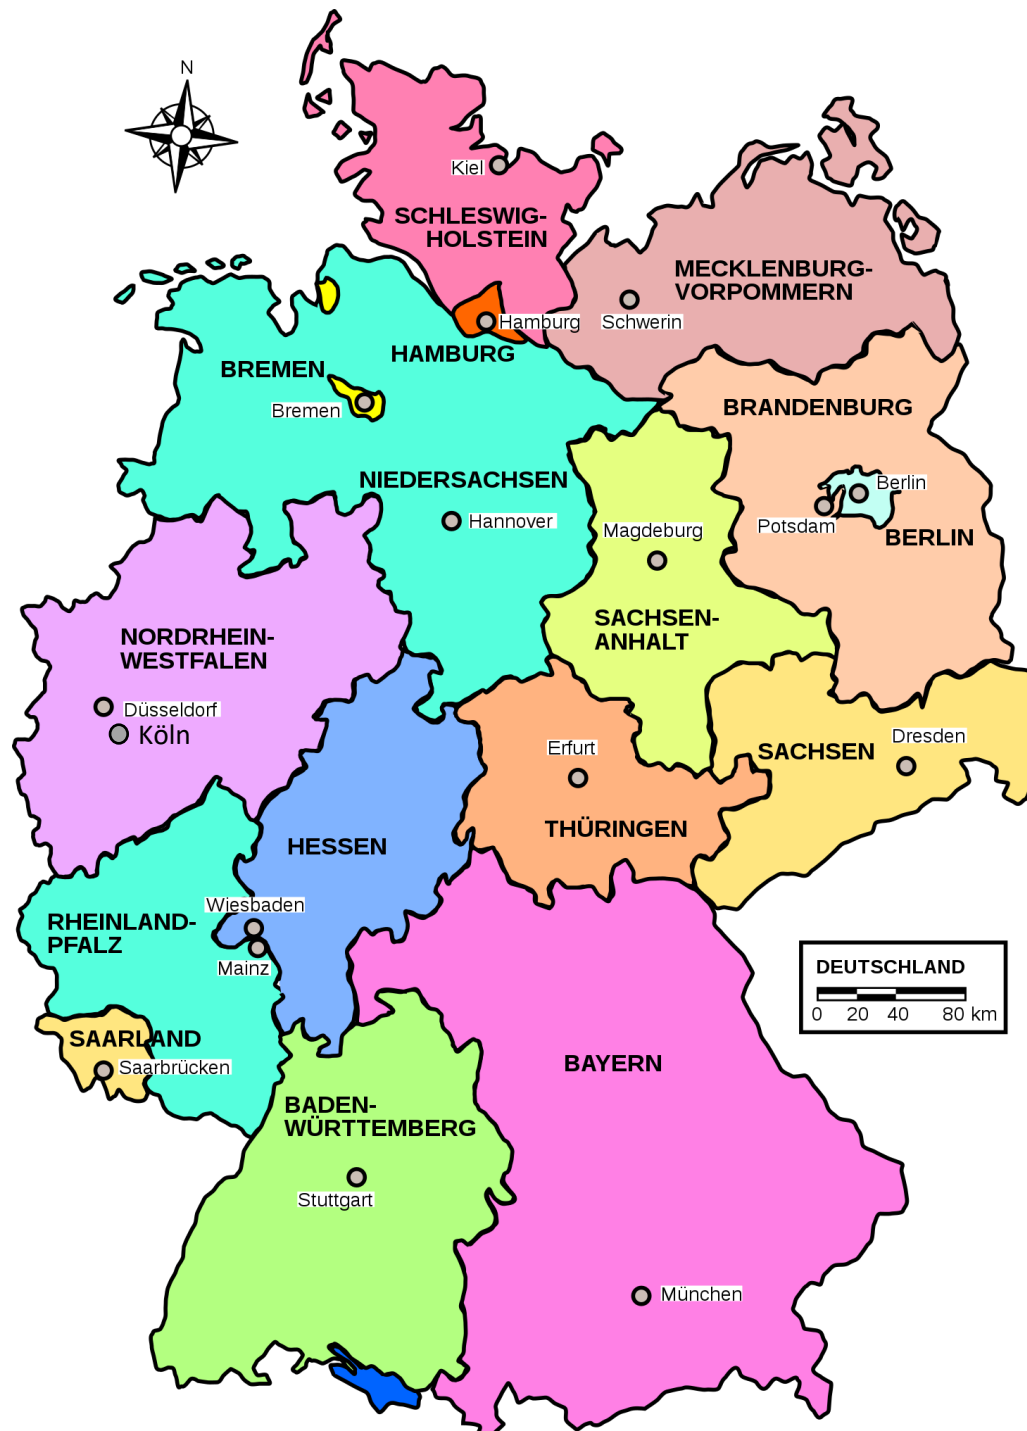 N
Kiel
SCHLESWIG-
HOLSTEIN
MECKLENBURG-
VORPOMMERN
Hamburg
Schwerin
HAMBURG
BREMEN
Bremen
BRANDENBURG
NIEDERSACHSEN
Hannover
Berlin
Potsdam
BERLIN
Magdeburg
SACHSEN-
ANHALT
NORDRHEIN-
WESTFALEN
Düsseldorf
Köln
Erfurt
SACHSEN
Dresden
THÜRINGEN
HESSEN
Wiesbaden
RHEINLAND-
PFALZ
Mainz
DEUTSCHLAND
0 20 40 80 km
SAARLAND
Saarbrücken
BAYERN
BADEN-
WÜRTTEMBERG
Stuttgart
München